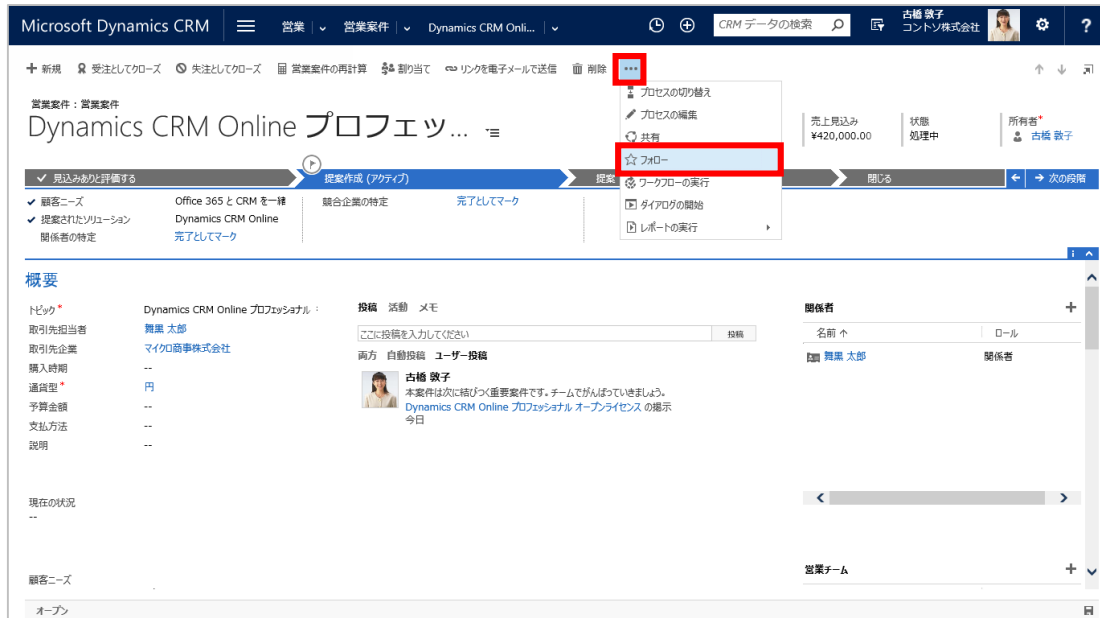 Microsoft Dynamics CRM 営業 営業案件 Dynamics CRM Onli... CRM データの検索 古橋 敦子 コントソ株式会社 ?
新規 受注としてクローズ 失注としてクローズ 営業案件の再計算 割り当て リンクを電子メールで送信 削除 •••
プロセスの切り替え
プロセスの編集
共有
フォロー
ワークフローの実行
ダイアログの開始
レポートの実行
営業案件 : 営業案件
Dynamics CRM Online プロフェッ...
売上見込み
¥420,000.00
状態
処理中
所有者*
古橋 敦子
見込みありと評価する 提案作成 (アクティブ) 提案 閉じる 次の段階
顧客ニーズ Office 365 と CRM を一緒 競合企業の特定 完了としてマーク
提案されたソリューション Dynamics CRM Online
関係者の特定 完了としてマーク
概要
トピック* Dynamics CRM Online プロフェッショナル
取引先担当者 舞黒 太郎
取引先企業 マイクロ商事株式会社
購入時期 --
通貨型* 円
予算金額 --
支払方法 --
説明 --
現在の状況
--
顧客ニーズ
投稿 活動 メモ
ここに投稿を入力してください 投稿
両方 自動投稿 ユーザー投稿
古橋 敦子
本案件は次に結びつく重要案件です。チームでがんばっていきましょう。
Dynamics CRM Online プロフェッショナル オープンライセンス の掲示
今日
関係者 +
名前 ↑ ロール
舞黒 太郎 関係者
営業チーム +
オープン